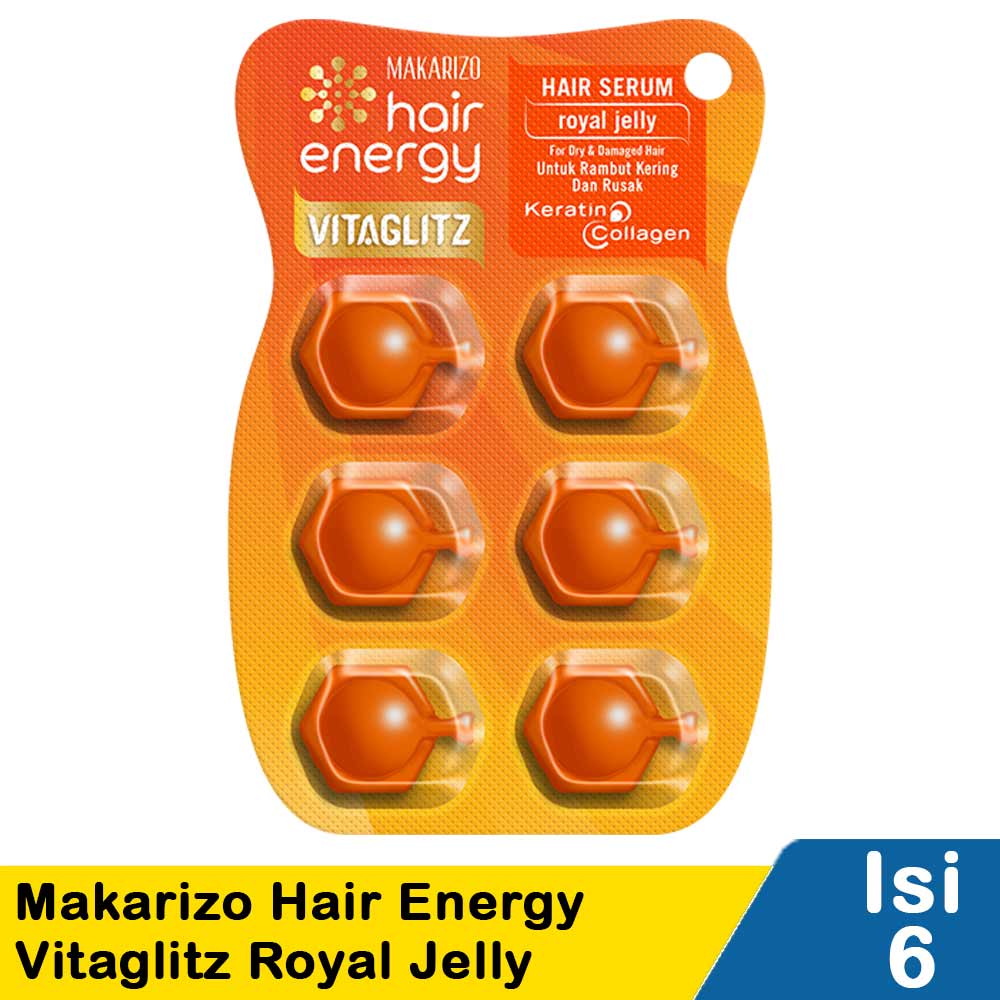 MAKARIZO
hair
energy
VITAGLITZ
HAIR SERUM
royal jelly
For Dry & Damaged Hair
Untuk Rambut Kering
Dan Rusak
Keratin
Collagen
Makarizo Hair Energy
Vitaglitz Royal Jelly
Isi
6